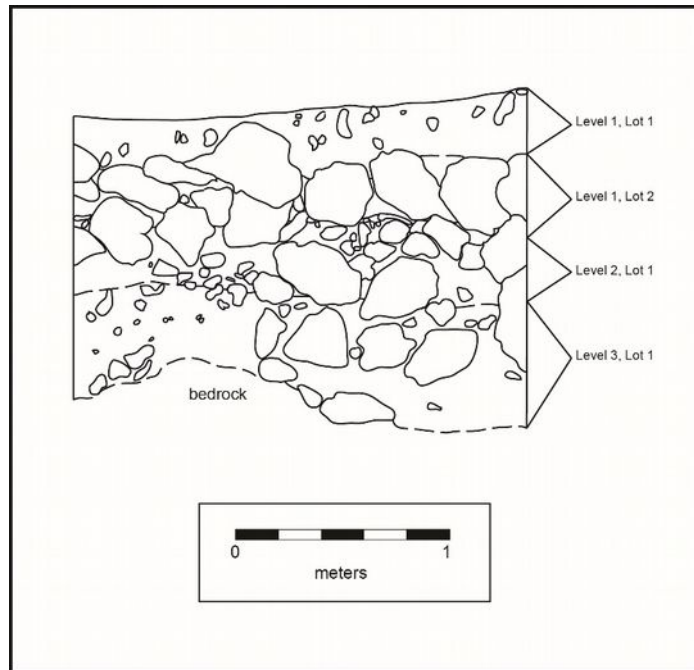 Level 1, Lot 1
Level 1, Lot 2
Level 2, Lot 1
Level 3, Lot 1
bedrock
0 1
meters